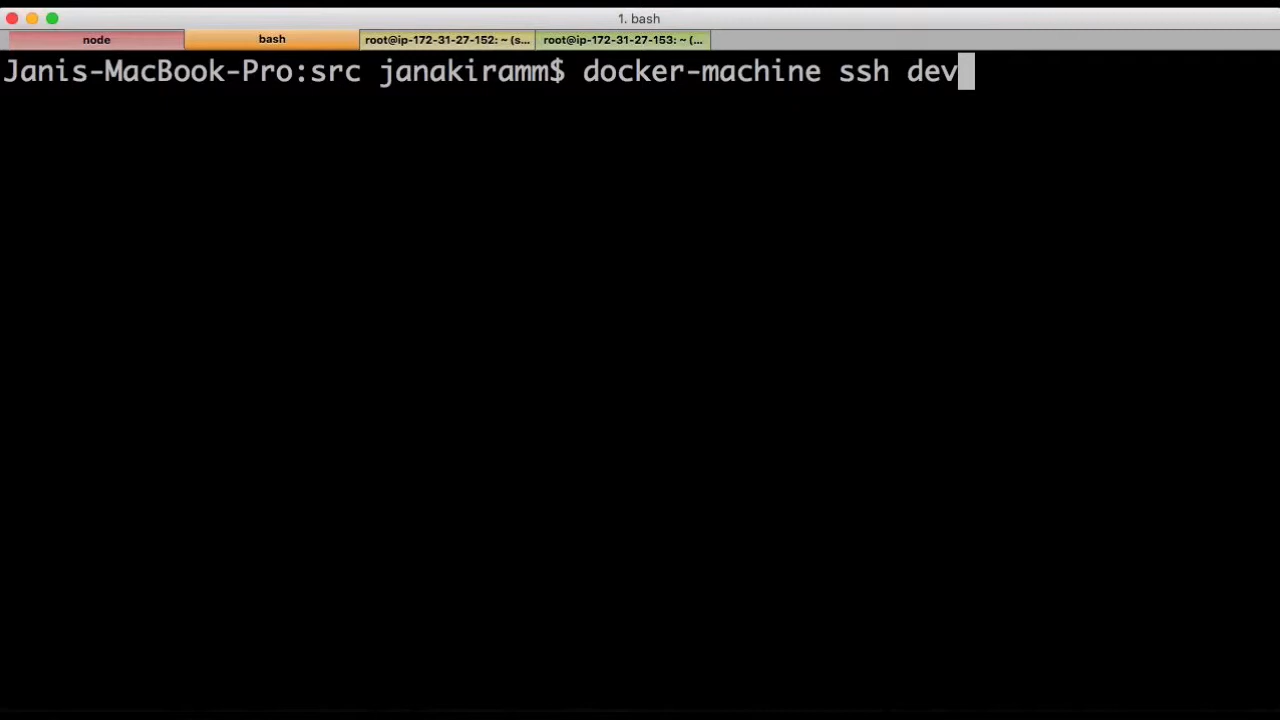 1. bash
node bash root@ip-172-31-27-152: ~ (s... root@ip-172-31-27-153: ~ (...
Janis-MacBook-Pro:src janakiramm$ docker-machine ssh dev